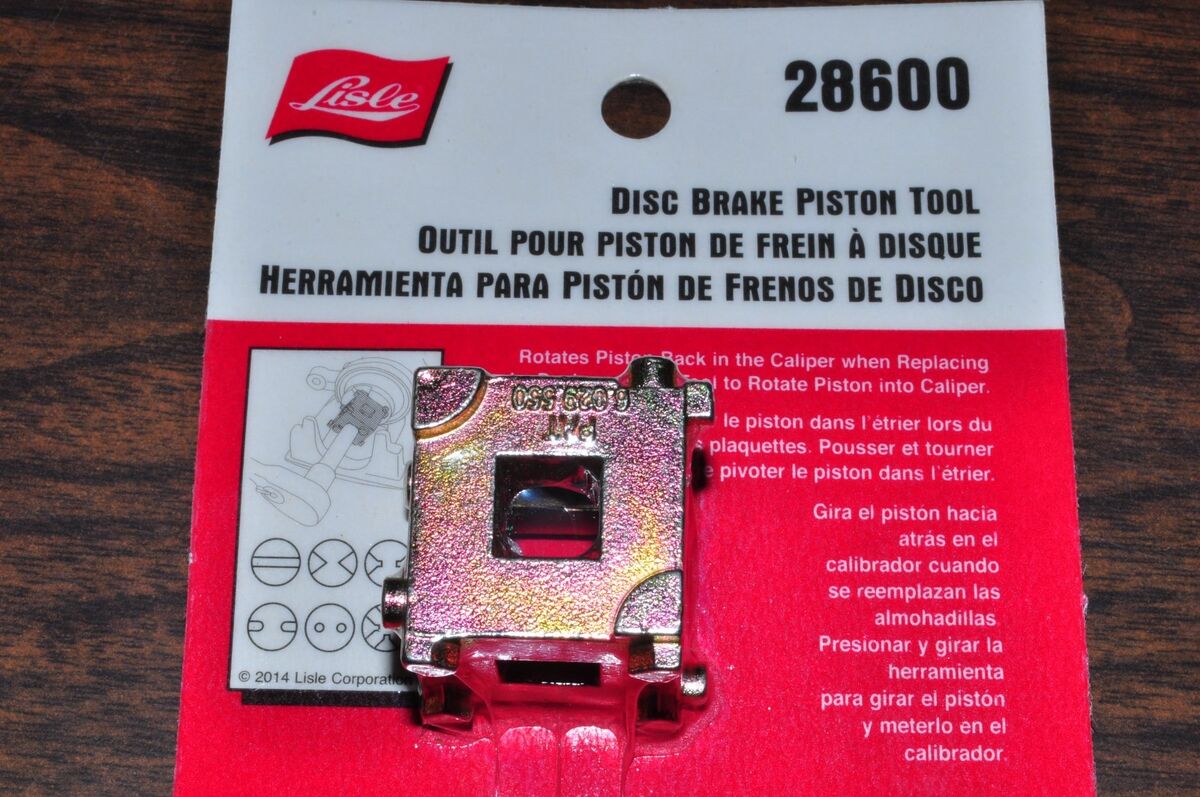 Lisle
28600
DISC BRAKE PISTON TOOL
OUTIL POUR PISTON DE FREIN À DISQUE
HERRAMIENTA PARA PISTÓN DE FRENOS DE DISCO
Rotates Piston Back in the Caliper when Replacing
to Rotate Piston into Caliper.
le piston dans l'étrier lors du
plaquettes. Pousser et tourner
pivoter le piston dans l'étrier.
Gira el pistón hacia
atrás en el
calibrador cuando
se reemplazan las
almohadillas.
Presionar y girar la
herramienta
para girar el pistón
y meterlo en el
calibrador.
PAT
6,029,550
© 2014 Lisle Corporation